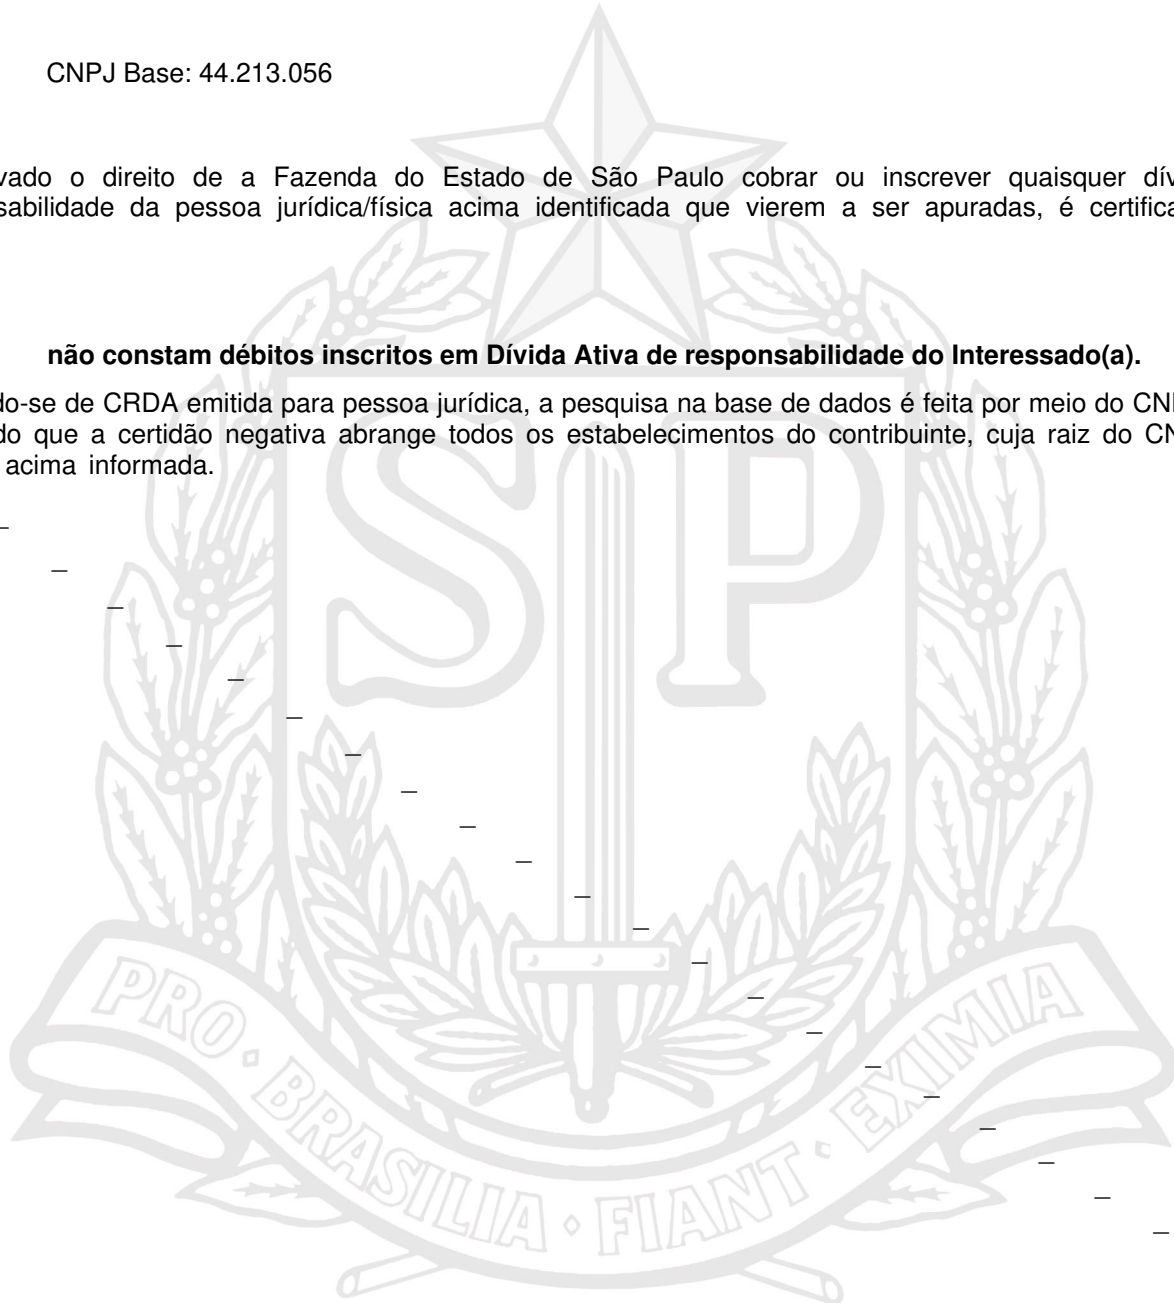 CNPJ Base: 44.213.056
vado o direito de a Fazenda do Estado de São Paulo cobrar ou inscrever quaisquer dív
sabilidade da pessoa jurídica/física acima identificada que vierem a ser apuradas, é certifica
não constam débitos inscritos em Dívida Ativa de responsabilidade do Interessado(a).
do-se de CRDA emitida para pessoa jurídica, a pesquisa na base de dados é feita por meio do CN
do que a certidão negativa abrange todos os estabelecimentos do contribuinte, cuja raiz do CN
acima informada.
SP
PRO · BRASILIA · FIANT · EXIMIA